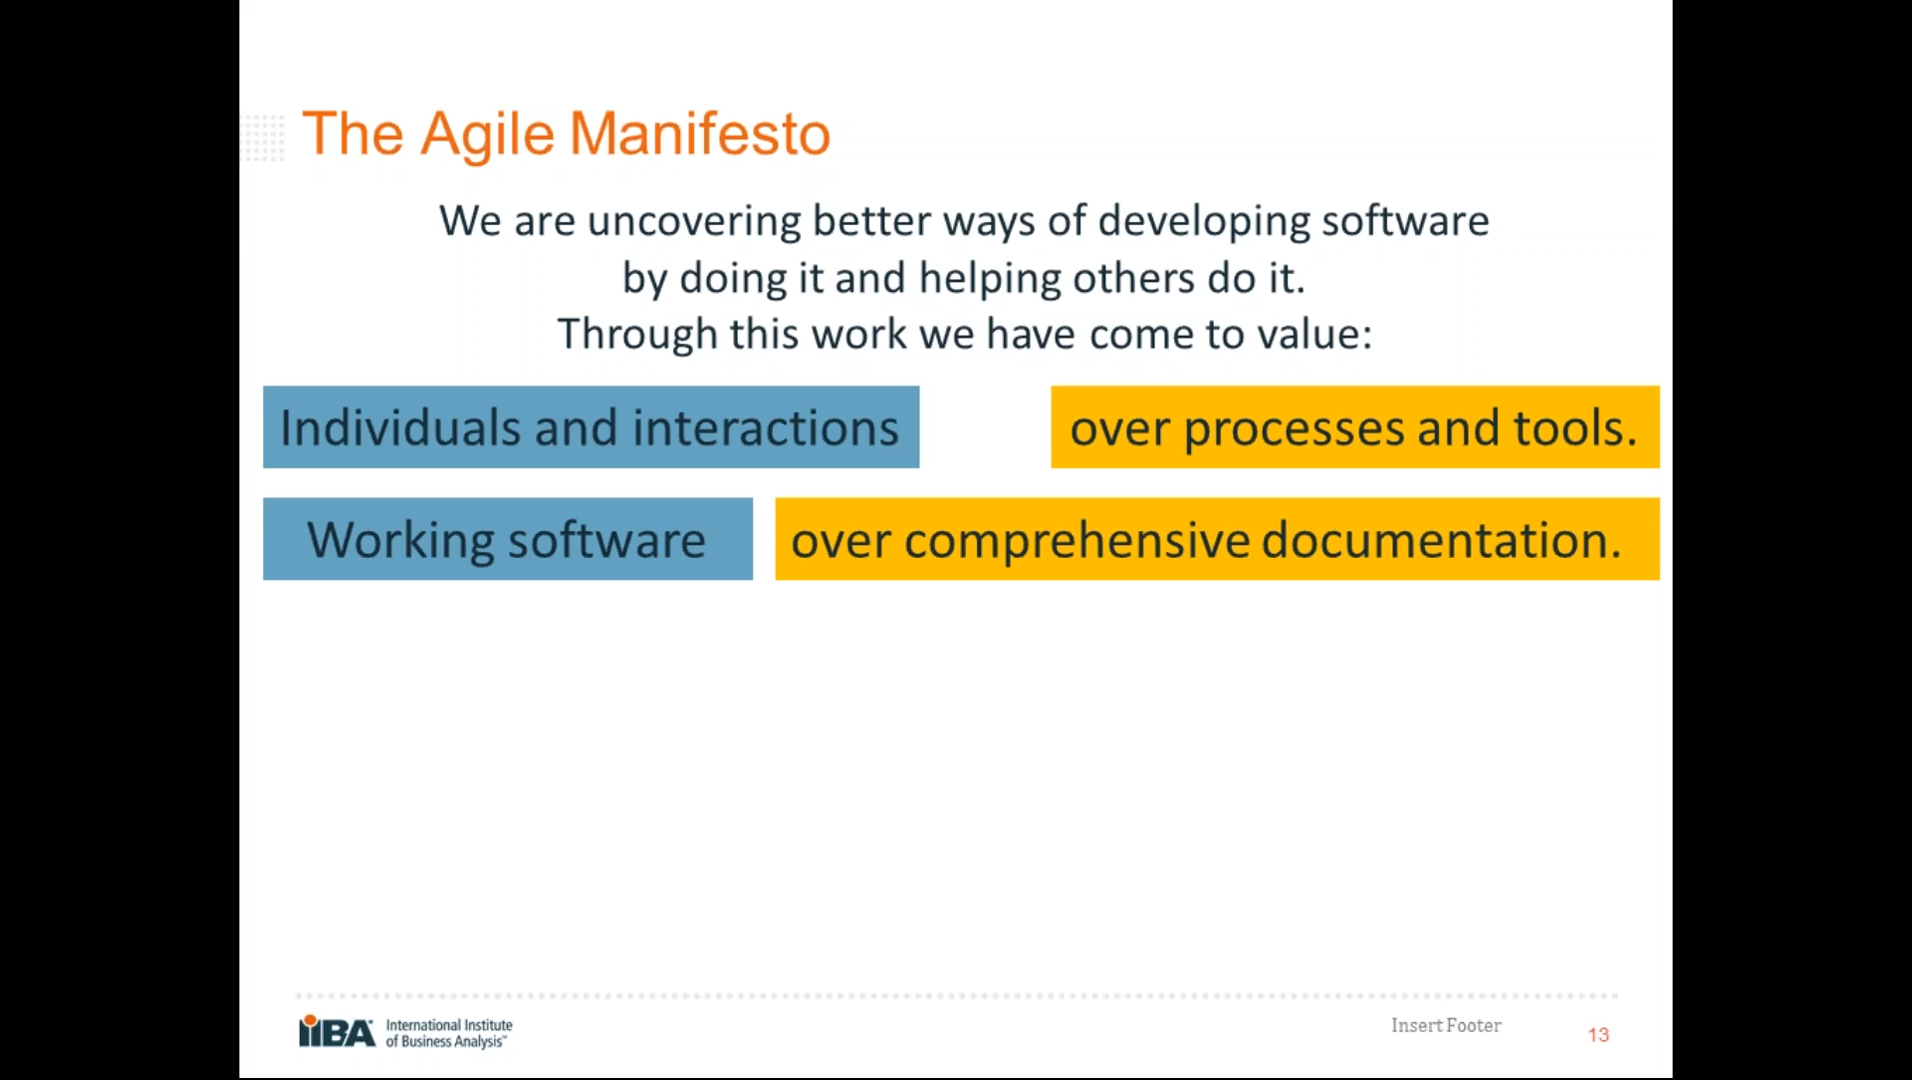 The Agile Manifesto
We are uncovering better ways of developing software
by doing it and helping others do it.
Through this work we have come to value:
Individuals and interactions over processes and tools.
Working software over comprehensive documentation.
iiBA International Institute
of Business Analysis™
Insert Footer
13